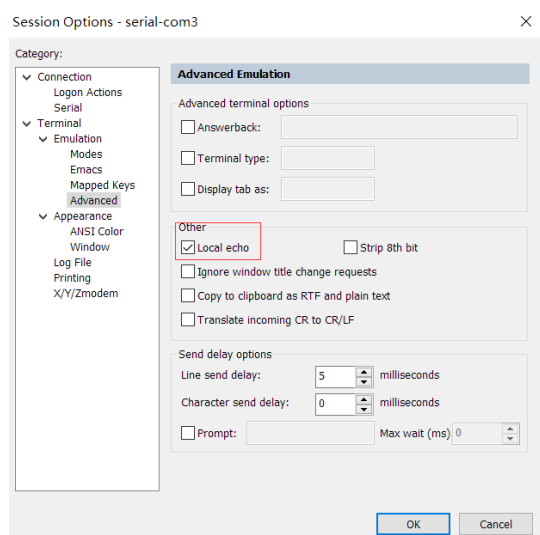 Session Options - serial-com3
Category:
Connection
Logon Actions
Serial
Terminal
Emulation
Modes
Emacs
Mapped Keys
Advanced
Appearance
ANSI Color
Window
Log File
Printing
X/Y/Zmodem
Advanced Emulation
Advanced terminal options
Answerback:
Terminal type:
Display tab as:
Other
Local echo Strip 8th bit
Ignore window title change requests
Copy to clipboard as RTF and plain text
Translate incoming CR to CR/LF
Send delay options
Line send delay: 5 milliseconds
Character send delay: 0 milliseconds
Prompt: Max wait (ms) 0
OK Cancel